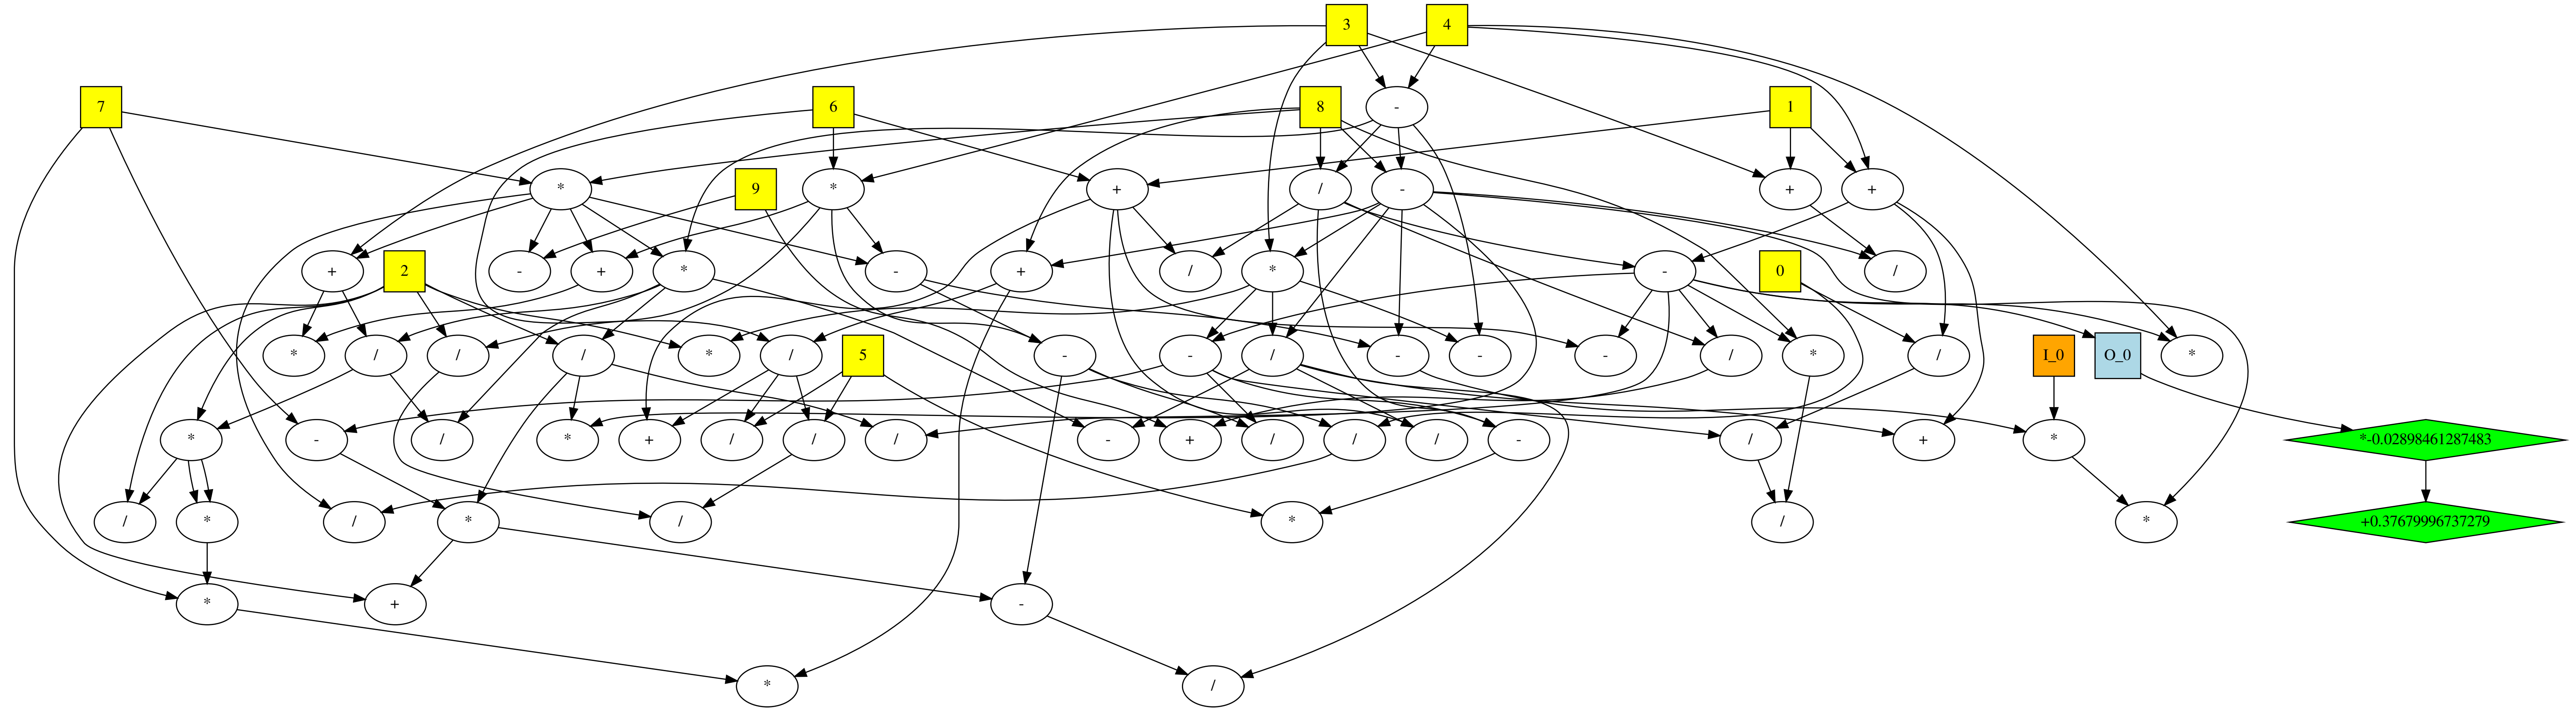 3 4
7 6 8 - 1
* 9 * + / - + +
+ 2 - + * - + / * - 0 /
* / / / * / 5 - - / - - - / * / I_0 O_0 *
* - / * + / / / - + / / / - / + * *-0.02898461287483
/ * / * / * / * +0.37679996737279
* + -
* /